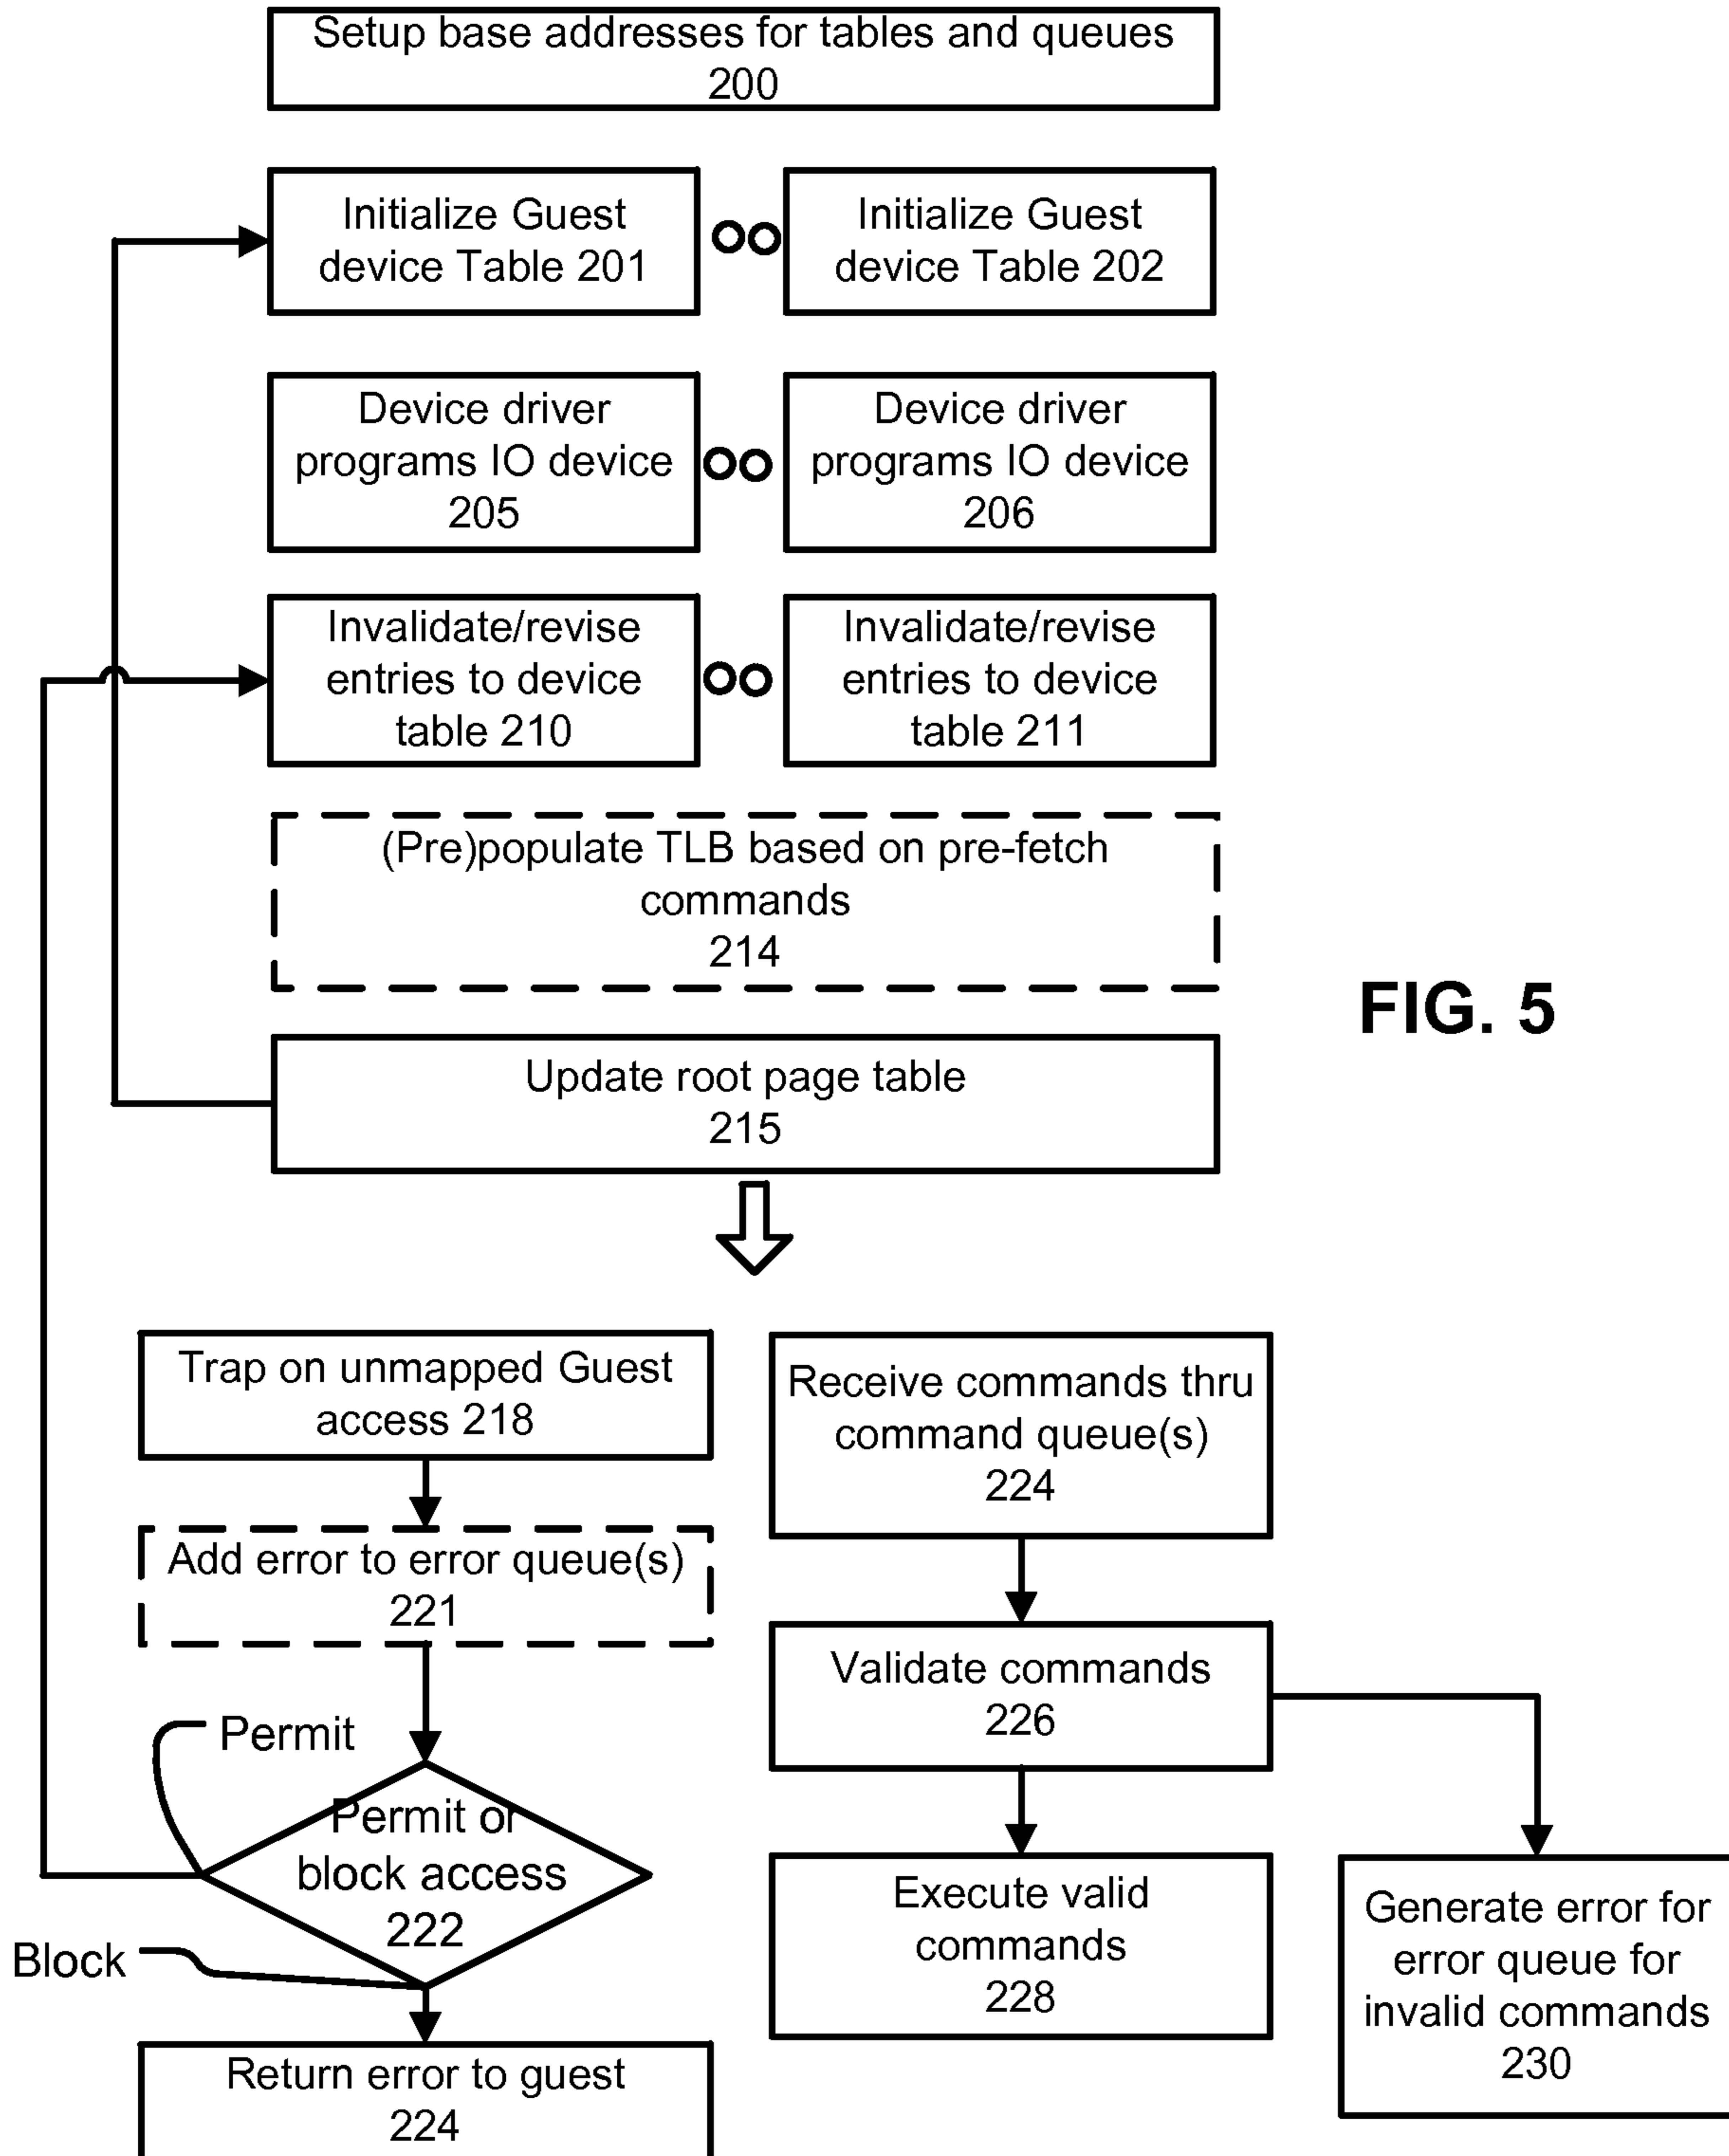 Setup base addresses for tables and queues
200
Initialize Guest
device Table 201
Initialize Guest
device Table 202
Device driver
programs IO device
205
Device driver
programs IO device
206
Invalidate/revise
entries to device
table 210
Invalidate/revise
entries to device
table 211
(Pre)populate TLB based on pre-fetch
commands
214
FIG. 5
Update root page table
215
Trap on unmapped Guest
access 218
Add error to error queue(s)
221
Permit
Permit or
block access
222
Block
Return error to guest
224
Receive commands thru
command queue(s)
224
Validate commands
226
Execute valid
commands
228
Generate error for
error queue for
invalid commands
230